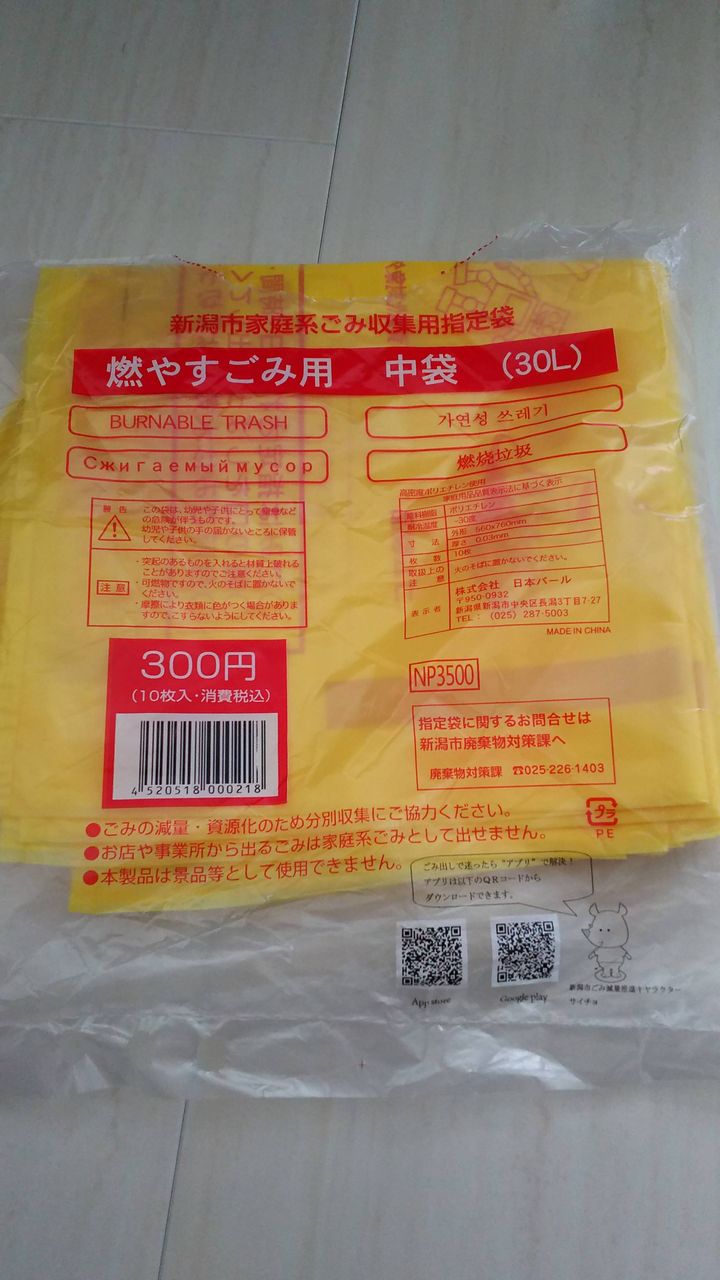 新潟市家庭系ごみ収集用指定袋
燃やすごみ用 中袋 (30L)
BURNABLE TRASH
가연성 쓰레기
Сжигаемый мусор
燃烧垃圾
警告
この袋は、幼児や子供にとって窒息などの危険が伴うものです。
幼児や子供の手の届かないところに保管してください。
注意
・突起のあるものを入れると材質上破れることがありますのでご注意ください。
・可燃物ですので、火のそばに置かないでください。
・摩擦により衣類に色がつく場合がありますので、こすらないようにしてください。
高密度ポリエチレン使用
家庭用品品質表示法に基づく表示
原料樹脂 ポリエチレン
耐冷温度 -30度
寸法 外形 560x760mm
厚さ 0.03mm
枚数 10枚
取扱上の注意 火のそばに置かないでください。
表示者 株式会社 日本パール
〒950-0932
新潟県新潟市中央区長潟3丁目7-27
TEL: (025) 287-5003
MADE IN CHINA
300円
(10枚入・消費税込)
4 520518 000218
NP3500
指定袋に関するお問合せは
新潟市廃棄物対策課へ
廃棄物対策課 ☎025-226-1403
●ごみの減量・資源化のため分別収集にご協力ください。
●お店や事業所から出るごみは家庭系ごみとして出せません。
●本製品は景品等として使用できません。
プラ
PE
ごみ出しで迷ったら"アプリ"で解決!
アプリは以下のQRコードから
ダウンロードできます。
App store
Google play
新潟市ごみ減量推進キャラクター
サイチョ